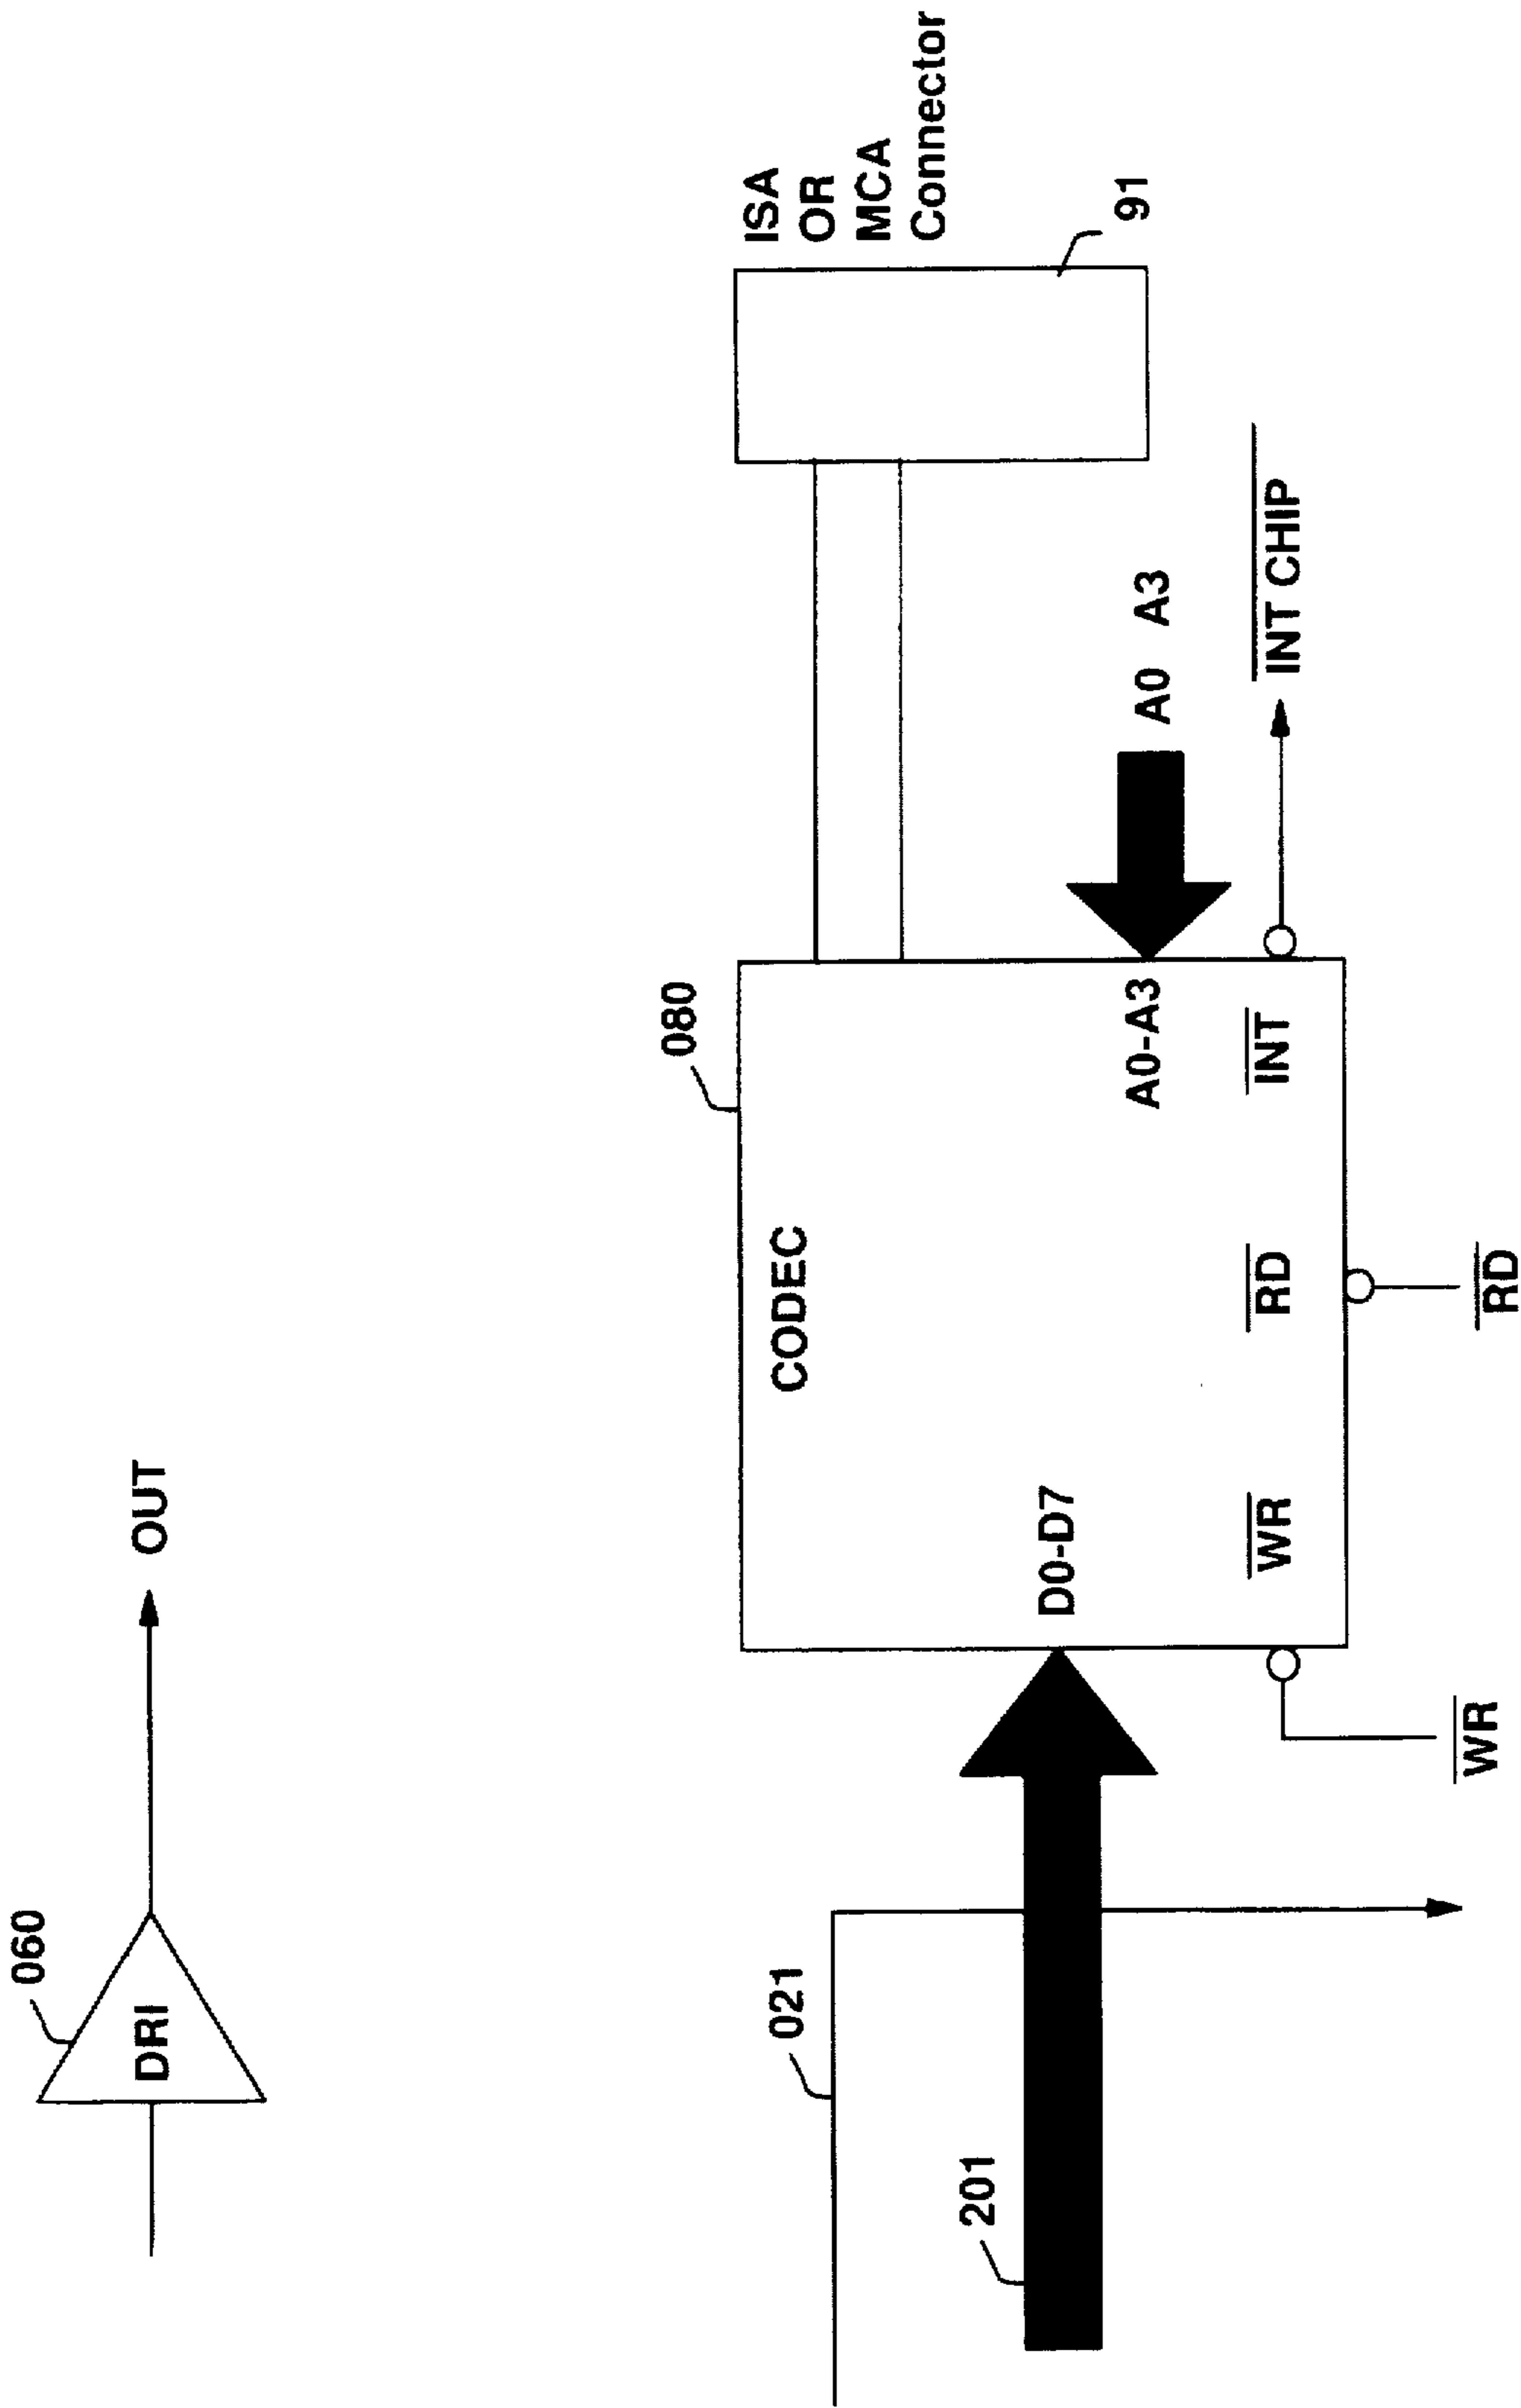 060
DRI
OUT
080
ISA
OR
MCA
Connector
021
CODEC
91
201
D0-D7
A0-A3
A0 A3
WR
RD
INT
INT CHIP
WR
RD